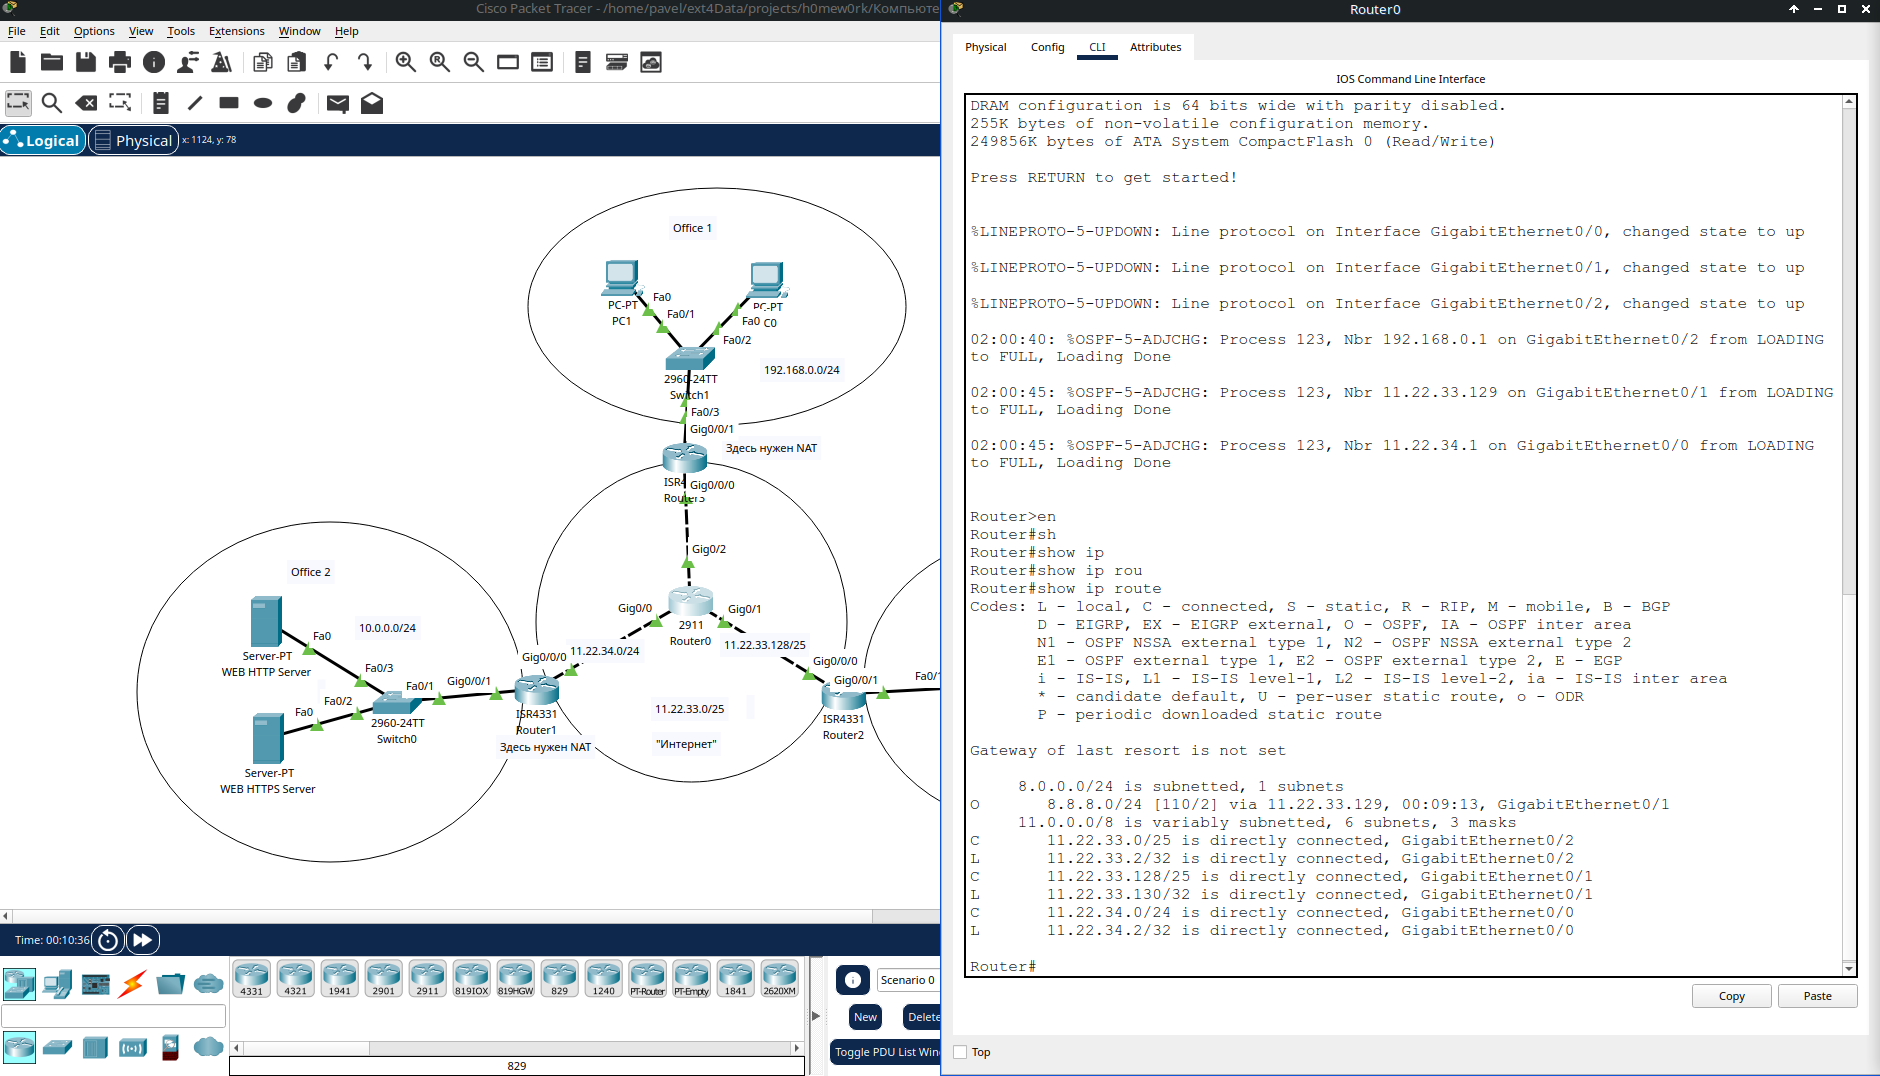 Cisco Packet Tracer - /home/pavel/ext4Data/projects/h0mew0rk/Компьюте
File Edit Options View Tools Extensions Window Help
Logical Physical x: 1124, y: 78
Office 1
PC-PT
PC1
Fa0
Fa0/1
PC-PT
C0
Fa0
Fa0/2
2960-24TT
Switch1
192.168.0.0/24
Fa0/3
Gig0/0/1
Здесь нужен NAT
ISR4
Router3
Gig0/0/0
Gig0/2
Office 2
Gig0/0
Gig0/1
2911
Router0
10.0.0.0/24
Fa0
Server-PT
WEB HTTP Server
Fa0/3
Gig0/0/0
11.22.34.0/24
11.22.33.128/25
Gig0/0/0
Fa0/1
Gig0/0/1
Gig0/0/1
Fa0/1
Fa0/2
Fa0
2960-24TT
Switch0
ISR4331
Router1
Здесь нужен NAT
11.22.33.0/25
"Интернет"
ISR4331
Router2
Server-PT
WEB HTTPS Server
Time: 00:10:36
4331 4321 1941 2901 2911 819IOX 819HGW 829 1240 PT-Router PT-Empty 1841 2620XM
829
Scenario 0
New Delete
Toggle PDU List Win
Router0
Physical Config CLI Attributes
IOS Command Line Interface
DRAM configuration is 64 bits wide with parity disabled.
255K bytes of non-volatile configuration memory.
249856K bytes of ATA System CompactFlash 0 (Read/Write)
Press RETURN to get started!
%LINEPROTO-5-UPDOWN: Line protocol on Interface GigabitEthernet0/0, changed state to up
%LINEPROTO-5-UPDOWN: Line protocol on Interface GigabitEthernet0/1, changed state to up
%LINEPROTO-5-UPDOWN: Line protocol on Interface GigabitEthernet0/2, changed state to up
02:00:40: %OSPF-5-ADJCHG: Process 123, Nbr 192.168.0.1 on GigabitEthernet0/2 from LOADING
to FULL, Loading Done
02:00:45: %OSPF-5-ADJCHG: Process 123, Nbr 11.22.33.129 on GigabitEthernet0/1 from LOADING
to FULL, Loading Done
02:00:45: %OSPF-5-ADJCHG: Process 123, Nbr 11.22.34.1 on GigabitEthernet0/0 from LOADING
to FULL, Loading Done
Router>en
Router#sh
Router#show ip
Router#show ip rou
Router#show ip route
Codes: L - local, C - connected, S - static, R - RIP, M - mobile, B - BGP
D - EIGRP, EX - EIGRP external, O - OSPF, IA - OSPF inter area
N1 - OSPF NSSA external type 1, N2 - OSPF NSSA external type 2
E1 - OSPF external type 1, E2 - OSPF external type 2, E - EGP
i - IS-IS, L1 - IS-IS level-1, L2 - IS-IS level-2, ia - IS-IS inter area
* - candidate default, U - per-user static route, o - ODR
P - periodic downloaded static route
Gateway of last resort is not set
8.0.0.0/24 is subnetted, 1 subnets
O 8.8.8.0/24 [110/2] via 11.22.33.129, 00:09:13, GigabitEthernet0/1
11.0.0.0/8 is variably subnetted, 6 subnets, 3 masks
C 11.22.33.0/25 is directly connected, GigabitEthernet0/2
L 11.22.33.2/32 is directly connected, GigabitEthernet0/2
C 11.22.33.128/25 is directly connected, GigabitEthernet0/1
L 11.22.33.130/32 is directly connected, GigabitEthernet0/1
C 11.22.34.0/24 is directly connected, GigabitEthernet0/0
L 11.22.34.2/32 is directly connected, GigabitEthernet0/0
Router#
Copy Paste
Top